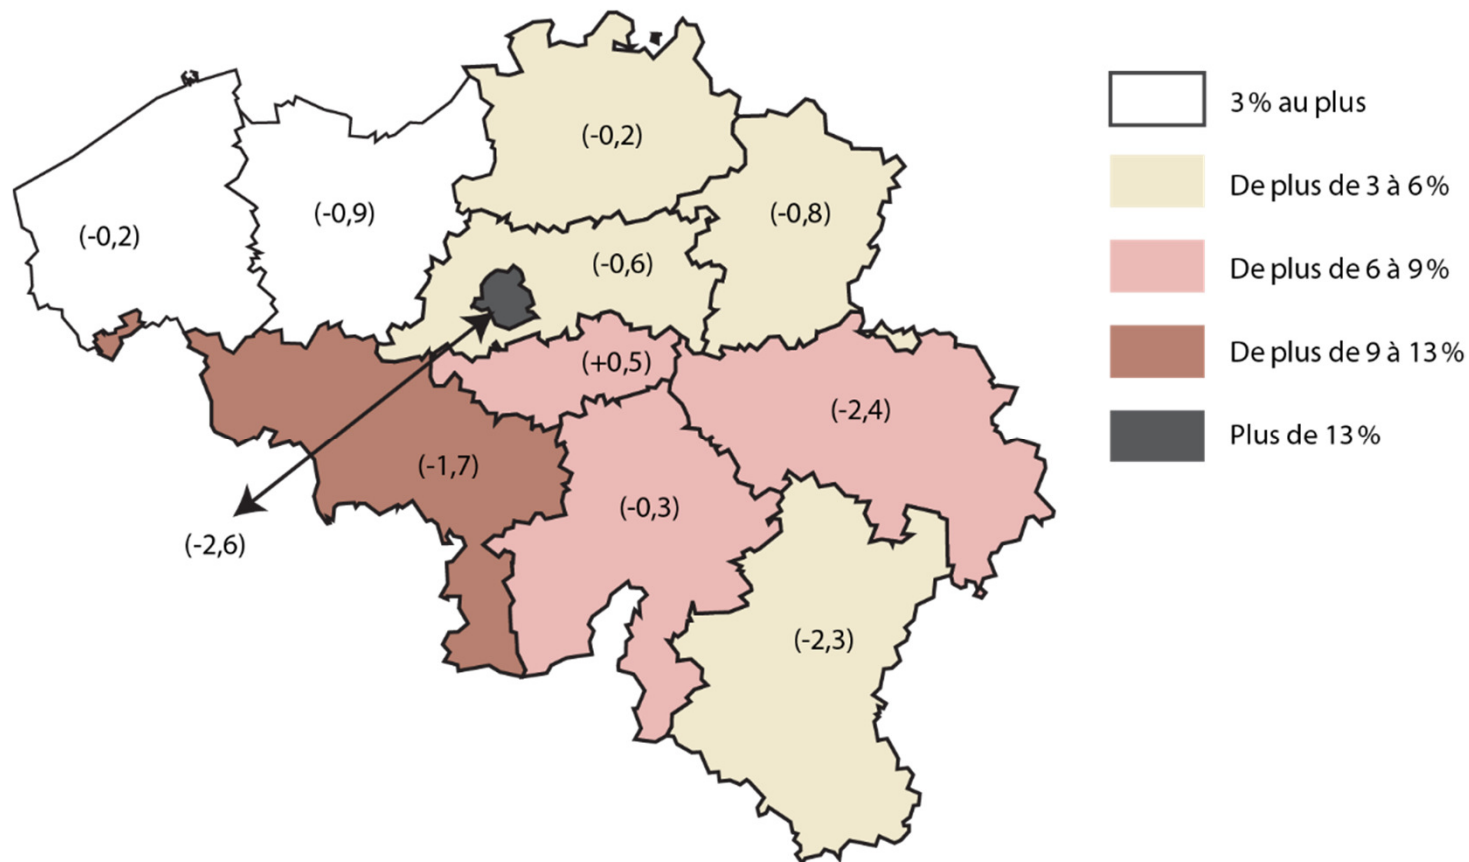 (-0,2)
(-0,9)
(-0,2)
(-0,8)
(-0,6)
(+0,5)
(-2,4)
(-1,7)
(-0,3)
(-2,6)
(-2,3)
3% au plus
De plus de 3 à 6%
De plus de 6 à 9%
De plus de 9 à 13%
Plus de 13%